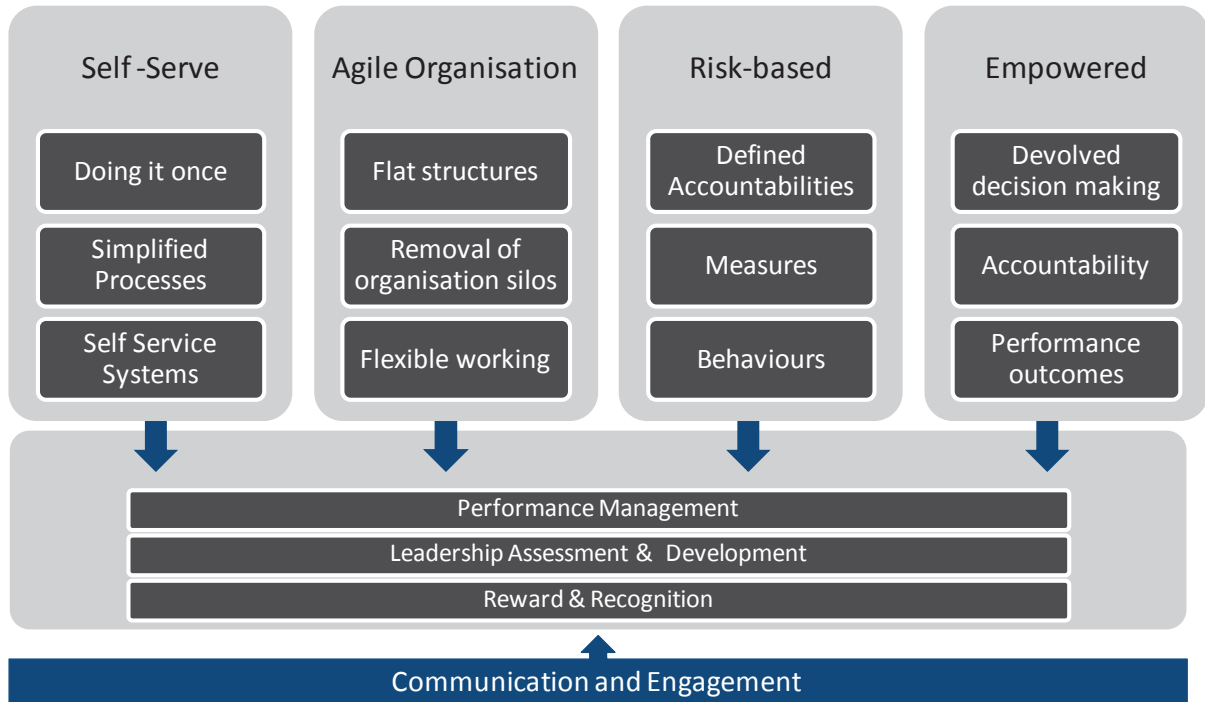 Self -Serve
Doing it once
Simplified
Processes
Self Service
Systems
Agile Organisation
Flat structures
Removal of
organisation silos
Flexible working
Risk-based
Defined
Accountabilities
Measures
Behaviours
Empowered
Devolved
decision making
Accountability
Performance
outcomes
Performance Management
Leadership Assessment & Development
Reward & Recognition
Communication and Engagement